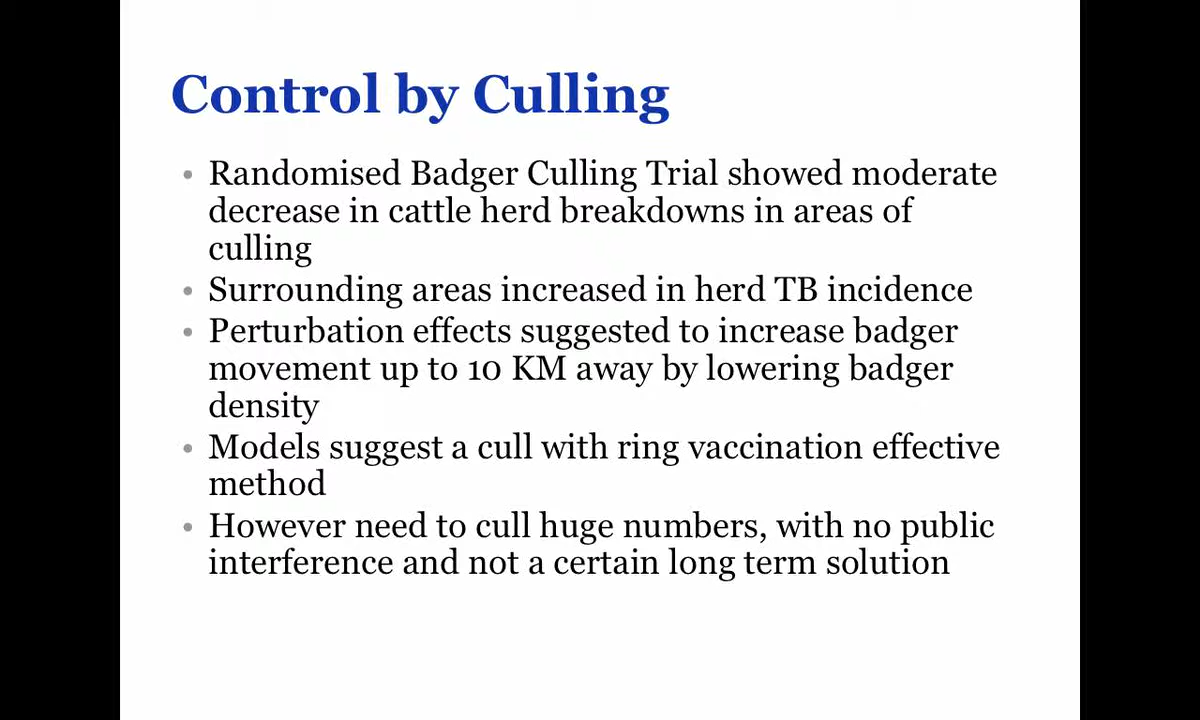 Control by Culling
• Randomised Badger Culling Trial showed moderate
decrease in cattle herd breakdowns in areas of
culling
• Surrounding areas increased in herd TB incidence
• Perturbation effects suggested to increase badger
movement up to 10 KM away by lowering badger
density
• Models suggest a cull with ring vaccination effective
method
• However need to cull huge numbers, with no public
interference and not a certain long term solution